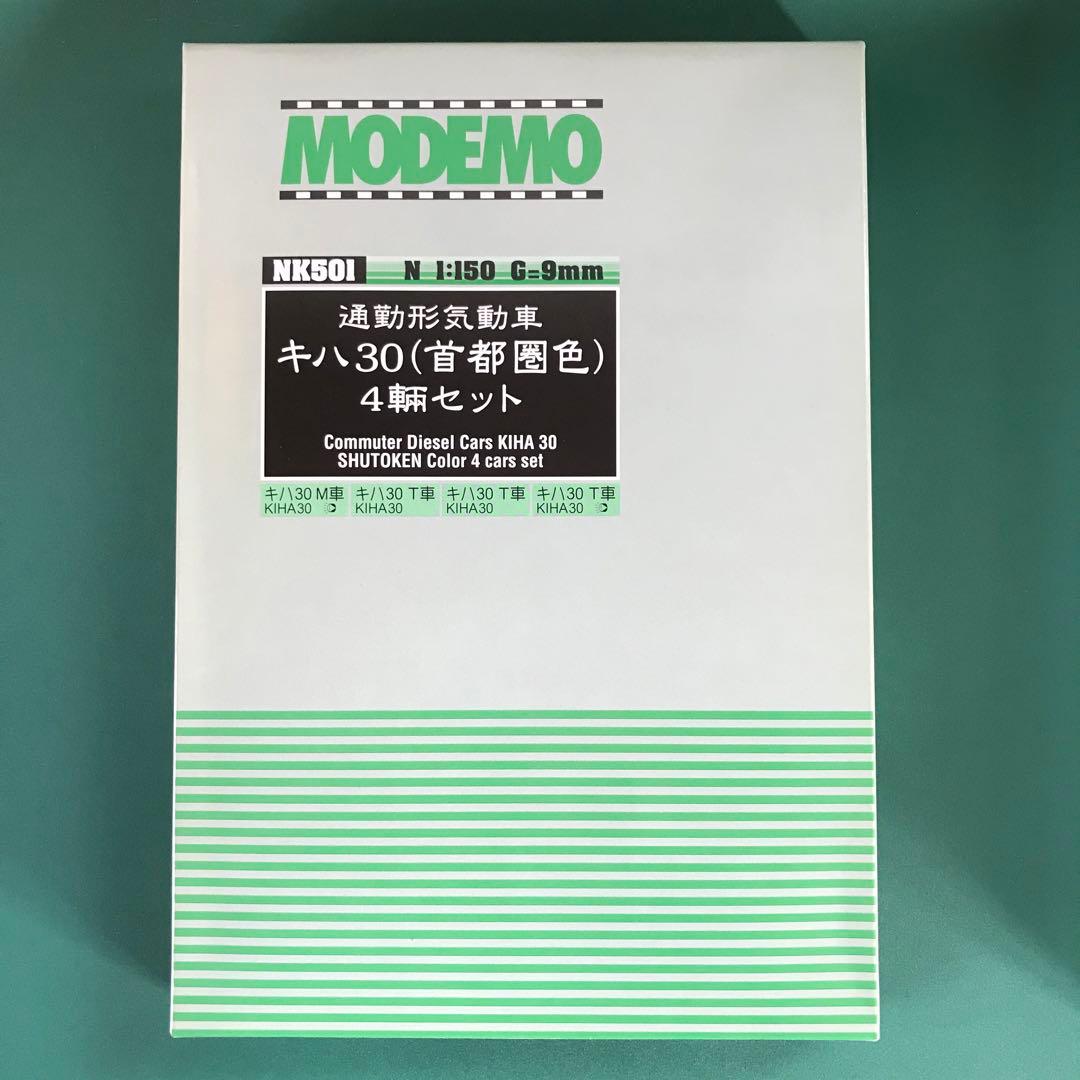 MODEMO
NK501 N 1:150 G=9mm
通勤形気動車
キハ30(首都圏色)
4輛セット
Commuter Diesel Cars KIHA 30
SHUTOKEN Color 4 cars set
キハ30 M車 キハ30 T車 キハ30 T車 キハ30 T車
KIHA30 KIHA30 KIHA30 KIHA30